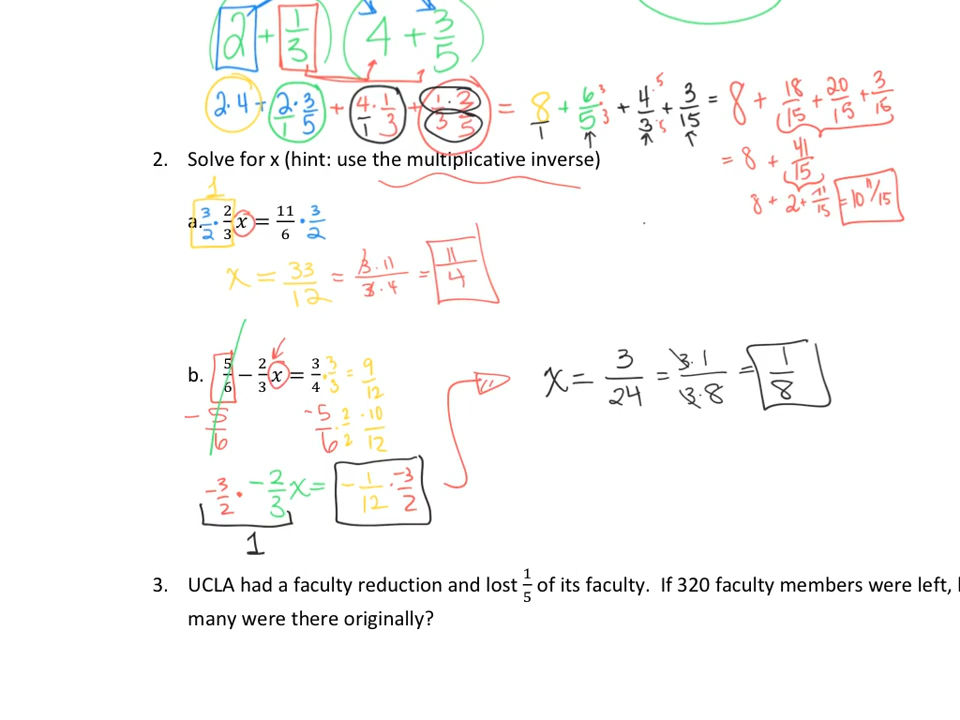 (2 + 1/3)(4 + 3/5)
2·4 + 2/1·3/5 + 4/1·1/3 + 1/3·3/5 = 8/1 + 6/5·3/3 + 4/3·5/5 + 3/15 = 8 + 18/15 + 20/15 + 3/15
= 8 + 41/15
8 + 2 + 11/15 = 10 11/15
2. Solve for x (hint: use the multiplicative inverse)
1
a. 3/2 · 2/3 x = 11/6 · 3/2
x = 33/12 = 3·11/3·4 = 11/4
b. 5/6 − 2/3 x = 3/4 · 3/3 = 9/12
− 5/6 −5/6 · 2/2 −10/12
−3/2 · −2/3 x = −1/12 · −3/2
1
x = 3/24 = 3·1/3·8 = 1/8
3. UCLA had a faculty reduction and lost 1/5 of its faculty. If 320 faculty members were left,
many were there originally?